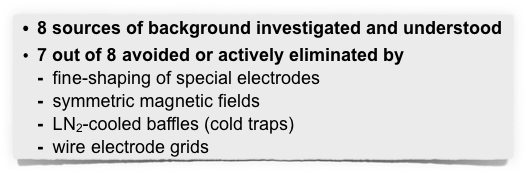 • 8 sources of background investigated and understood
• 7 out of 8 avoided or actively eliminated by
- fine-shaping of special electrodes
- symmetric magnetic fields
- LN₂-cooled baffles (cold traps)
- wire electrode grids